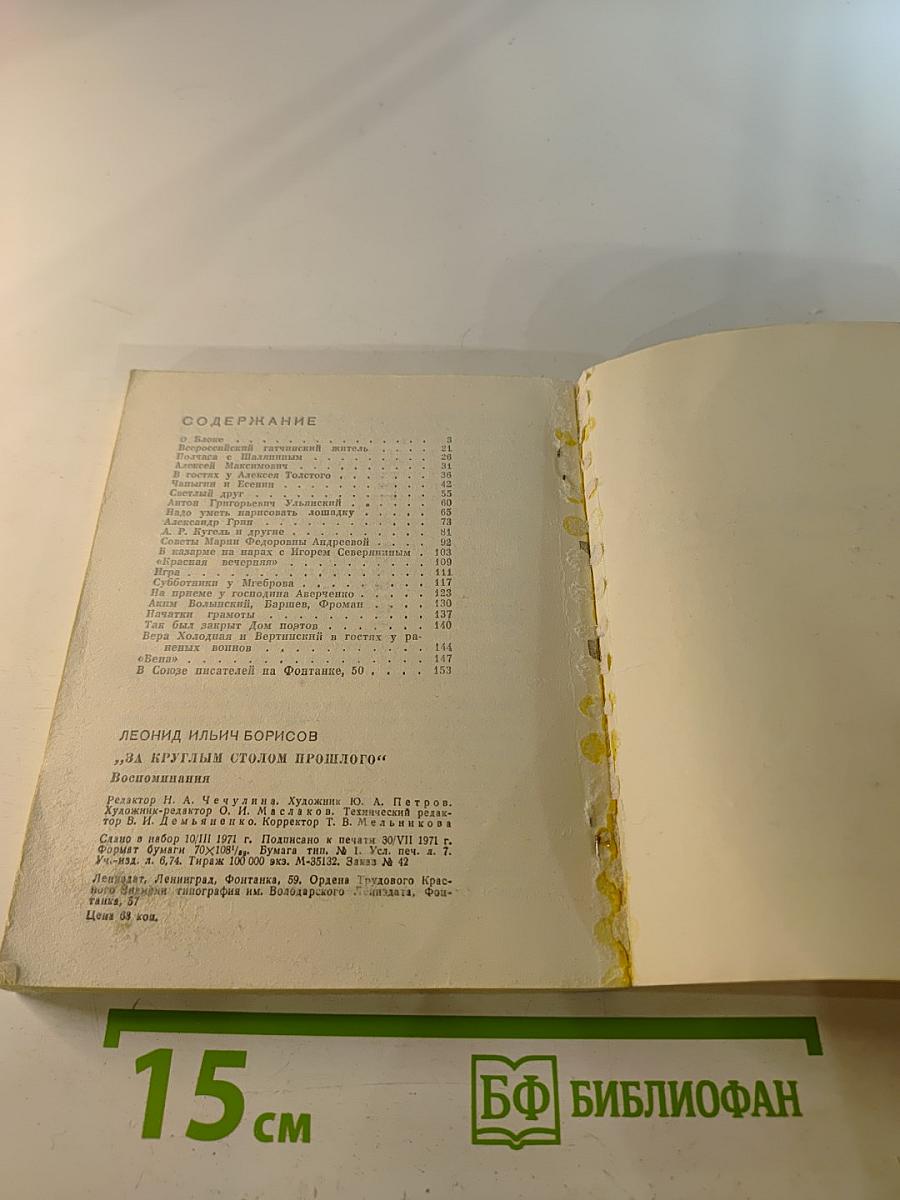 СОДЕРЖАНИЕ
О Блоке . . . . . . . . . . . . . . 3
Всероссийский гатчинский житель . . . . 21
Полчаса с Шаляпиным . . . . . . . . . 26
Алексей Максимович . . . . . . . . . . 31
В гостях у Алексея Толстого . . . . . . . 36
Чапыгин и Есенин . . . . . . . . . . 42
Светлый друг . . . . . . . . . . . . 55
Антон Григорьевич Ульянский . . . . . . 60
Надо уметь нарисовать лошадку . . . . . 65
Александр Грин . . . . . . . . . . . 73
А. Р. Кугель и другие . . . . . . . . . 81
Советы Марии Федоровны Андреевой . . . . 92
В казарме на нарах с Игорем Северяниным . 103
«Красная вечерняя» . . . . . . . . . . 109
Игра . . . . . . . . . . . . . . . . 111
Субботники у Мгеброва . . . . . . . . . 117
На приеме у господина Аверченко . . . . . 123
Аким Волынский, Баршев, Фроман . . . . 130
Начатки грамоты . . . . . . . . . . . 137
Так был закрыт Дом поэтов . . . . . . . 140
Вера Холодная и Вертинский в гостях у ра-
неных воинов . . . . . . . . . . . 144
«Вена» . . . . . . . . . . . . . . . 147
В Союзе писателей на Фонтанке, 50 . . . . 153
ЛЕОНИД ИЛЬИЧ БОРИСОВ
„ЗА КРУГЛЫМ СТОЛОМ ПРОШЛОГО“
Воспоминания
Редактор Н. А. Чечулина. Художник Ю. А. Петров.
Художник-редактор О. И. Маслаков. Технический редак-
тор В. И. Демьяненко. Корректор Т. В. Мельникова
Сдано в набор 10/III 1971 г. Подписано к печати 30/VII 1971 г.
Формат бумаги 70×108¹/₃₂. Бумага тип. № 1. Усл. печ. л. 7.
Уч.-изд. л. 6,74. Тираж 100 000 экз. М-35132. Заказ № 42
Лениздат, Ленинград, Фонтанка, 59. Ордена Трудового Крас-
ного Знамени типография им. Володарского Лениздата, Фон-
танка, 57
Цена 63 коп.
15 см
БФ БИБЛИОФАН